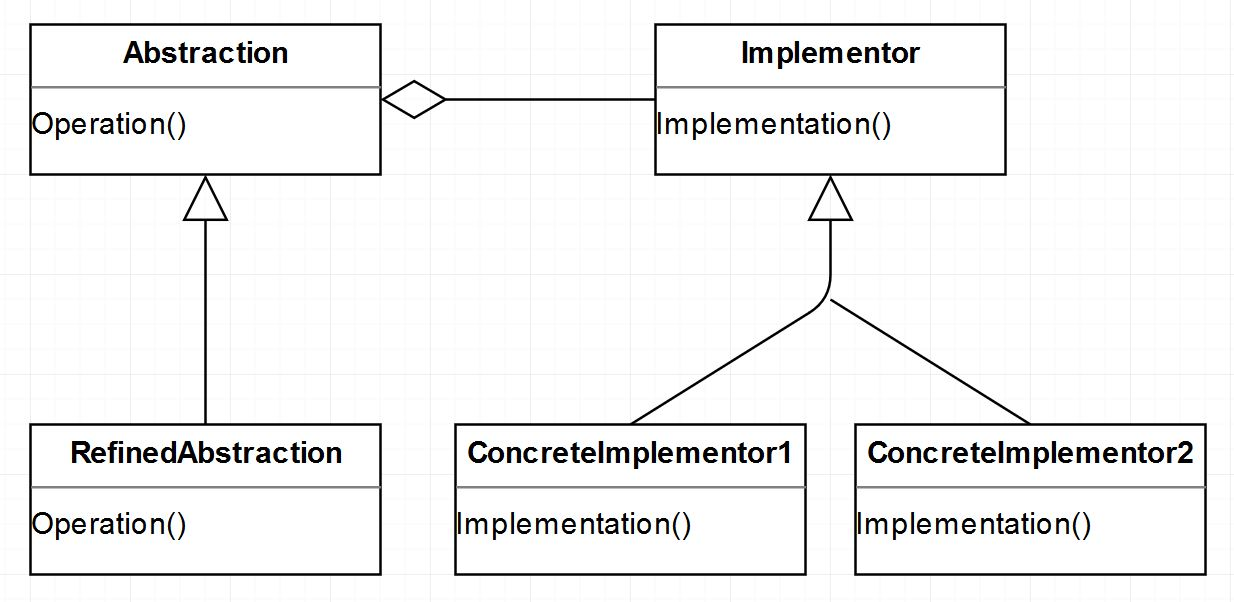 Abstraction
Operation()
Implementor
Implementation()
RefinedAbstraction
Operation()
ConcreteImplementor1
Implementation()
ConcreteImplementor2
Implementation()